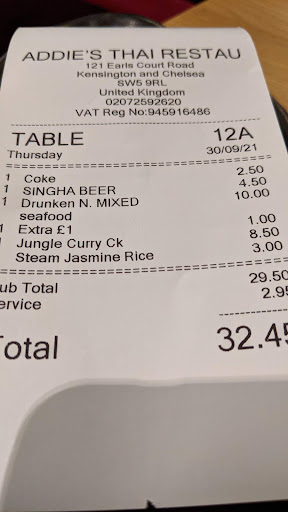 ADDIE'S THAI RESTAU
121 Earls Court Road
Kensington and Chelsea
SW5 9RL
United Kingdom
02072592620
VAT Reg No:945916486
TABLE 12A
Thursday 30/09/21
1 Coke 2.50
1 SINGHA BEER 4.50
1 Drunken N. MIXED 10.00
seafood
1 Extra £1 1.00
1 Jungle Curry Ck 8.50
Steam Jasmine Rice 3.00
ub Total 29.50
ervice 2.95
Total 32.45